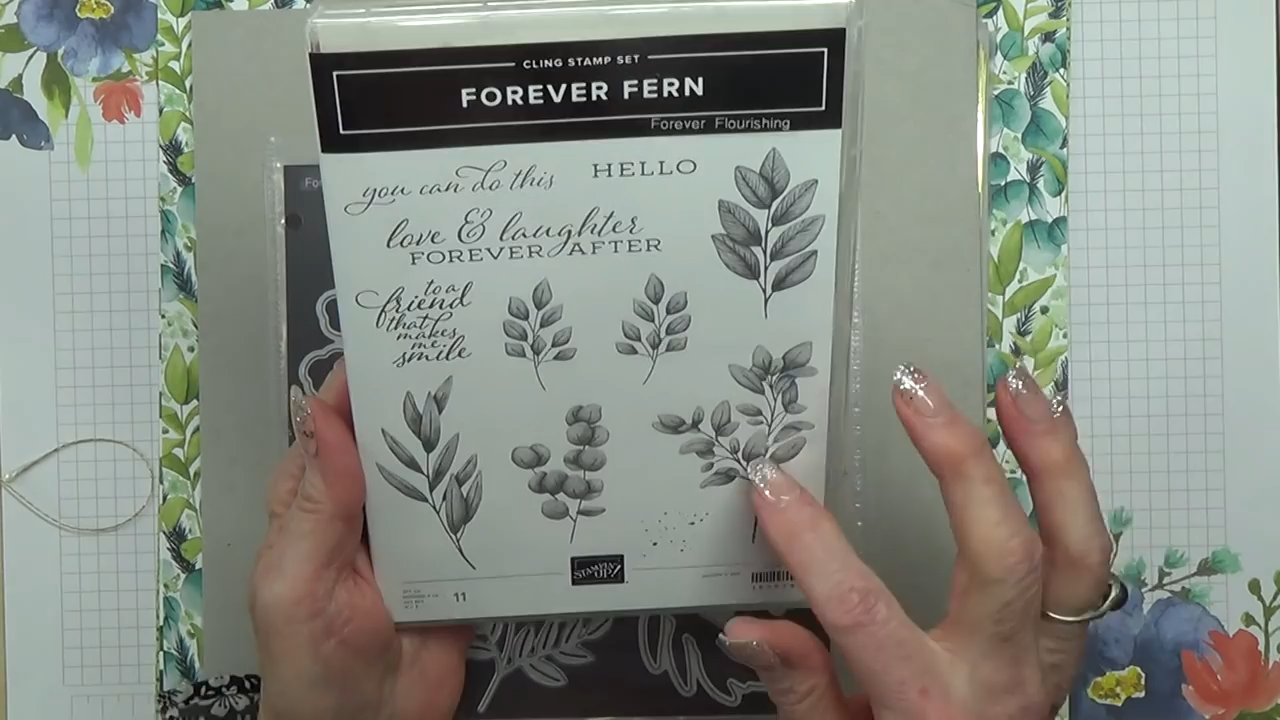 CLING STAMP SET
FOREVER FERN
Forever Flourishing
you can do this
HELLO
love & laughter
FOREVER AFTER
to a
friend
that
makes
me
smile
STAMPIN' UP!
11